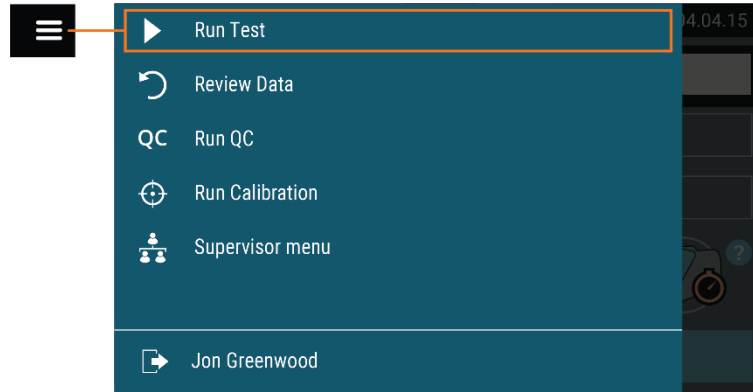 Run Test
04.04.15
Review Data
QC Run QC
Run Calibration
Supervisor menu
?
Jon Greenwood